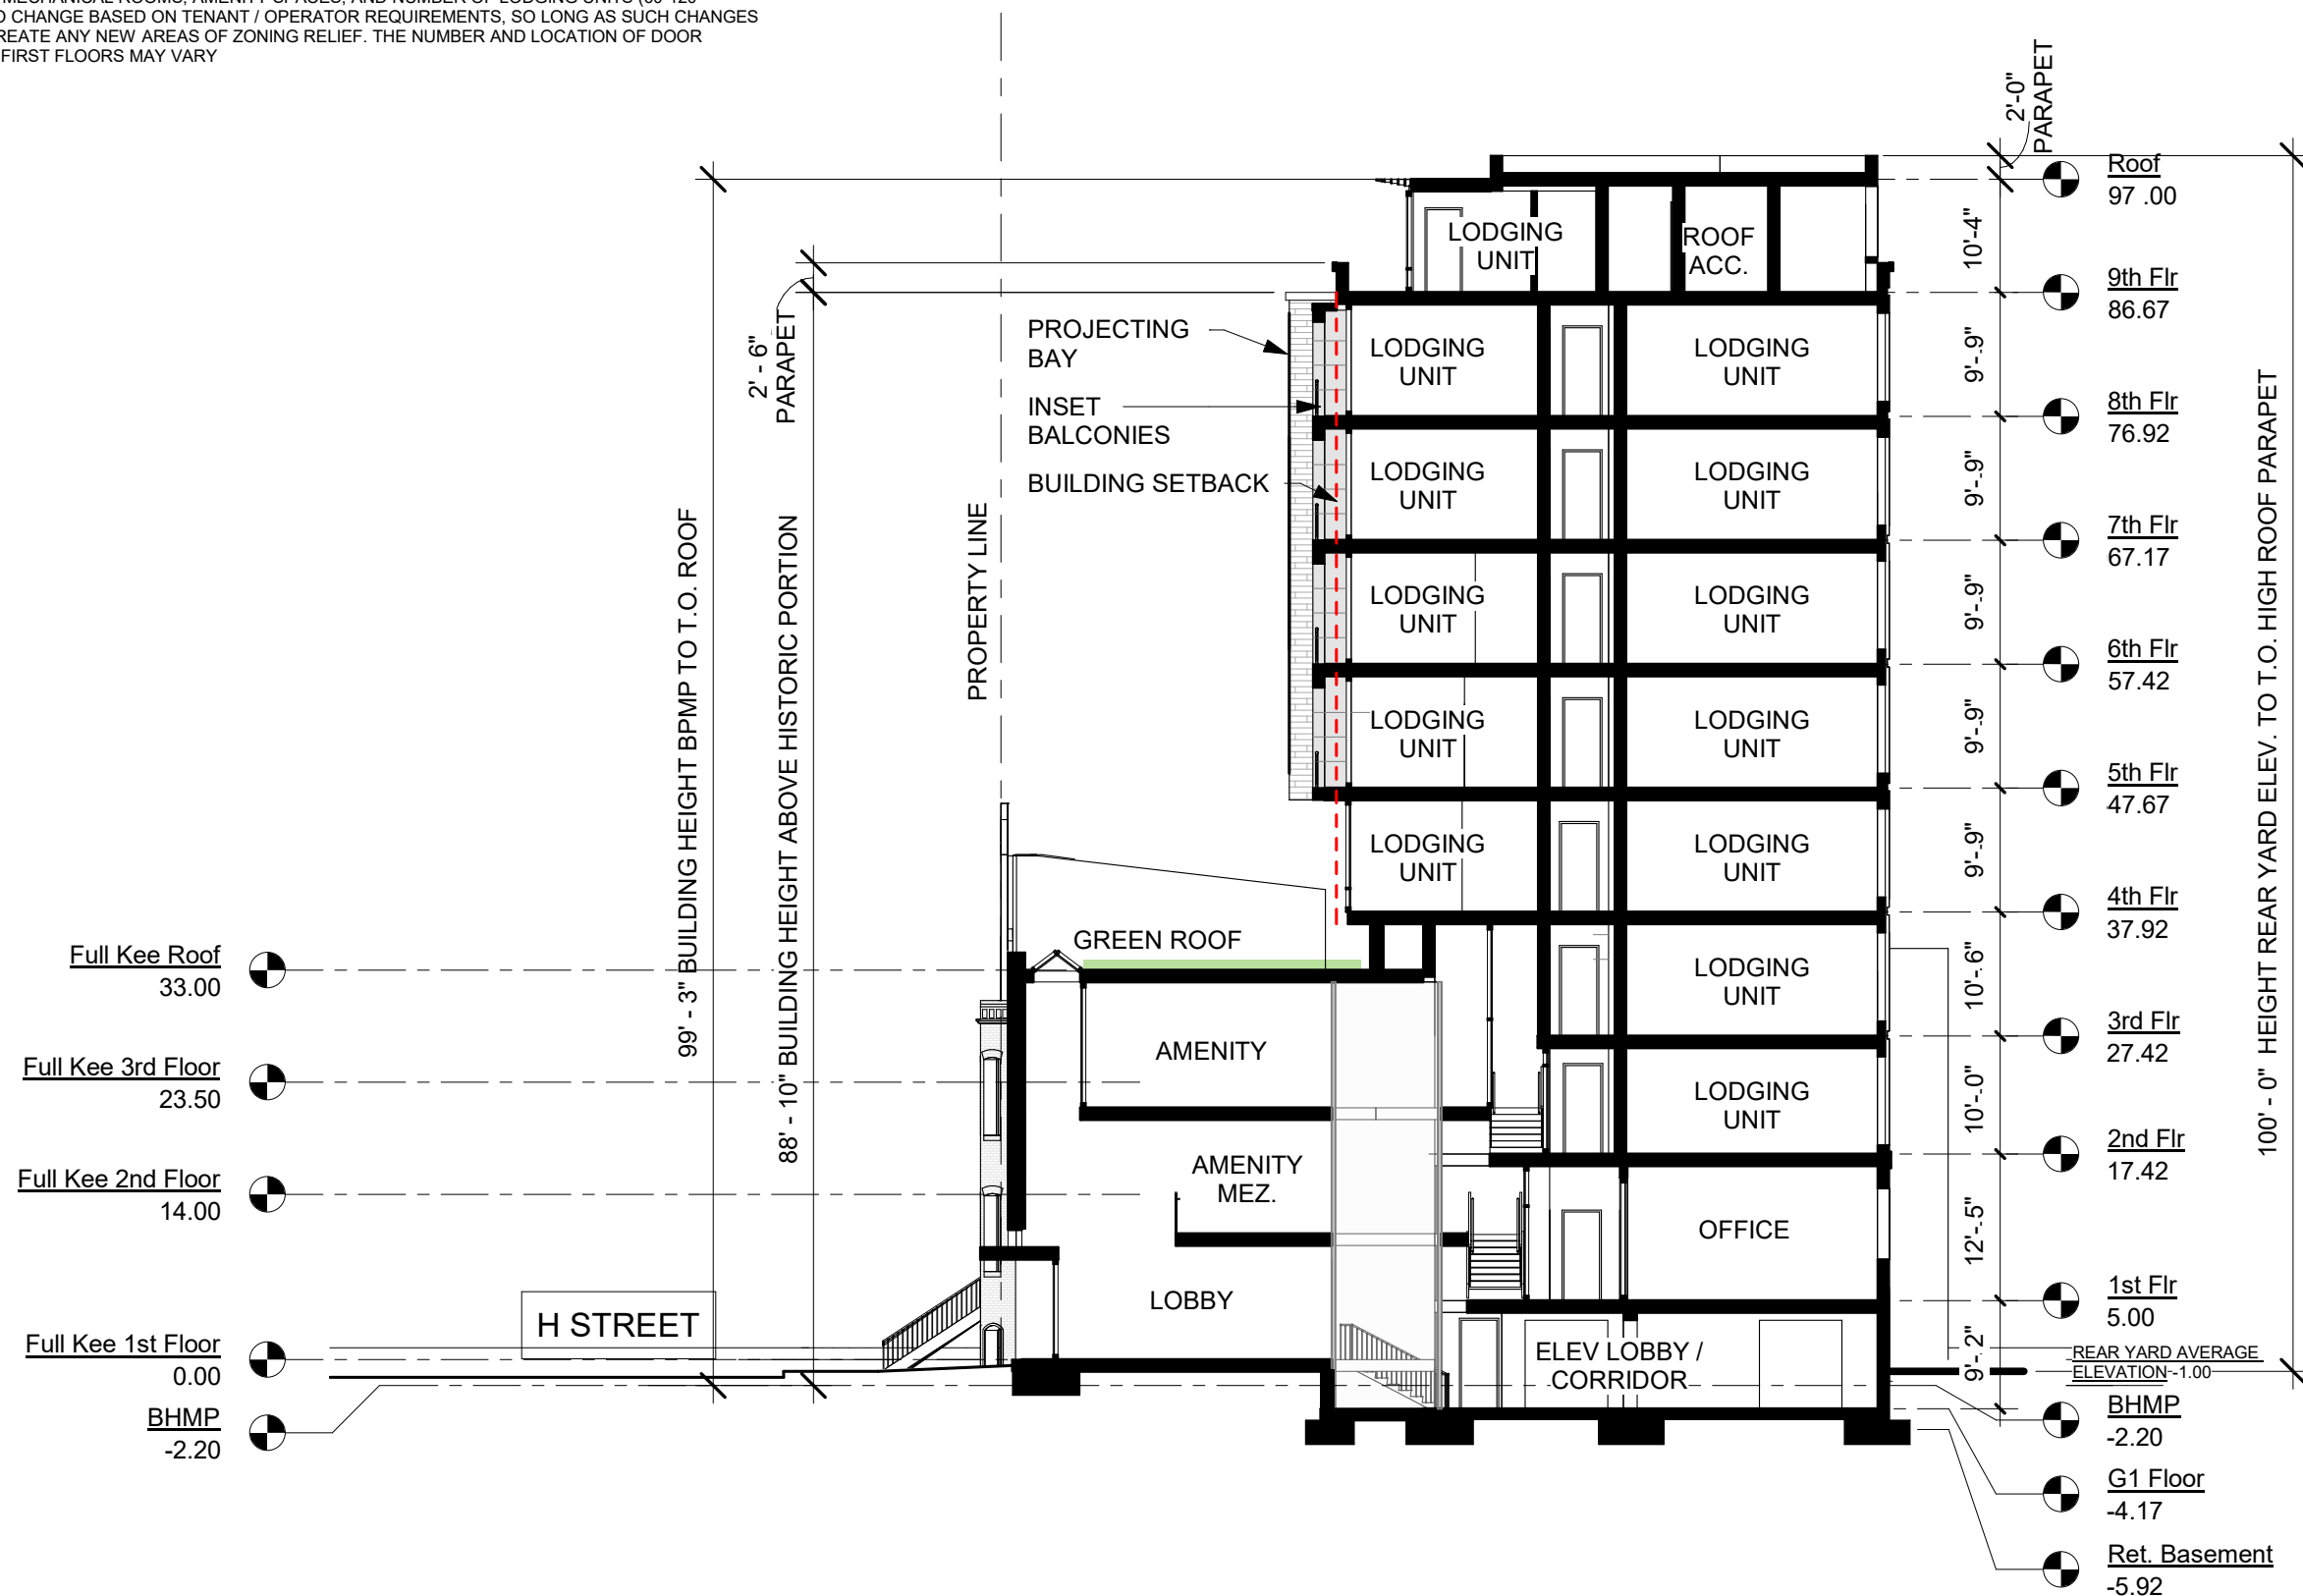 TO CHANGE BASED ON TENANT / OPERATOR REQUIREMENTS, SO LONG AS SUCH CHANGES
CREATE ANY NEW AREAS OF ZONING RELIEF. THE NUMBER AND LOCATION OF DOOR
FIRST FLOORS MAY VARY
2'-0"
PARAPET
Roof
97 .00
10'-4"
LODGING
UNIT
ROOF
ACC.
9th Flr
86.67
2' - 6"
PARAPET
PROJECTING
BAY
INSET
BALCONIES
BUILDING SETBACK
LODGING
UNIT
LODGING
UNIT
9'-.9"
8th Flr
76.92
LODGING
UNIT
LODGING
UNIT
9'-.9"
7th Flr
67.17
LODGING
UNIT
LODGING
UNIT
9'-.9"
6th Flr
57.42
LODGING
UNIT
LODGING
UNIT
9'-.9"
5th Flr
47.67
LODGING
UNIT
LODGING
UNIT
9'-.9"
4th Flr
37.92
LODGING
UNIT
10'-.6"
3rd Flr
27.42
LODGING
UNIT
10'-.0"
2nd Flr
17.42
OFFICE
12'-.5"
1st Flr
5.00
ELEV LOBBY /
CORRIDOR
9'-.2"
REAR YARD AVERAGE
ELEVATION -1.00
BHMP
-2.20
G1 Floor
-4.17
Ret. Basement
-5.92
100' - 0" HEIGHT REAR YARD ELEV. TO T.O. HIGH ROOF PARAPET
99' - 3" BUILDING HEIGHT BPMP TO T.O. ROOF
88' - 10" BUILDING HEIGHT ABOVE HISTORIC PORTION
PROPERTY LINE
GREEN ROOF
AMENITY
AMENITY
MEZ.
LOBBY
H STREET
Full Kee Roof
33.00
Full Kee 3rd Floor
23.50
Full Kee 2nd Floor
14.00
Full Kee 1st Floor
0.00
BHMP
-2.20